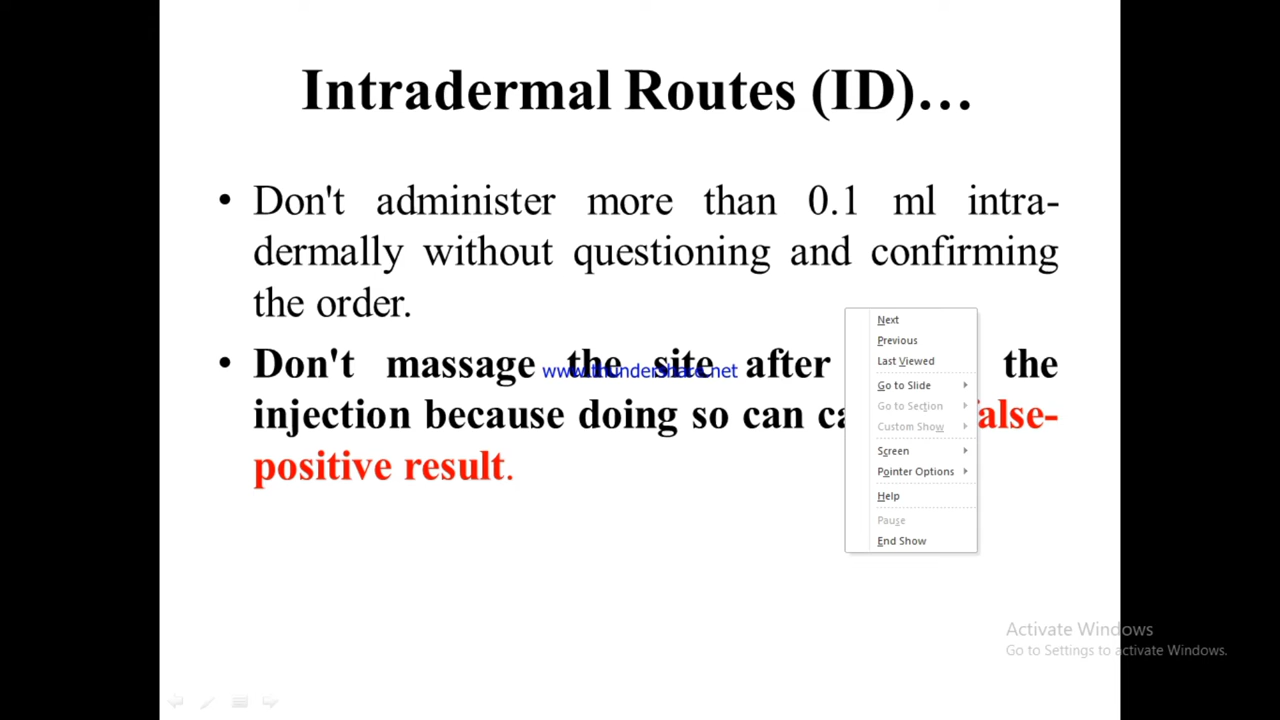 Intradermal Routes (ID)…
• Don't administer more than 0.1 ml intra-
dermally without questioning and confirming
the order.
• Don't massage the site after the
www.thundershare.net
injection because doing so can
positive result.
Next
Previous
Last Viewed
Go to Slide
Go to Section
Custom Show
Screen
Pointer Options
Help
Pause
End Show
Activate Windows
Go to Settings to activate Windows.